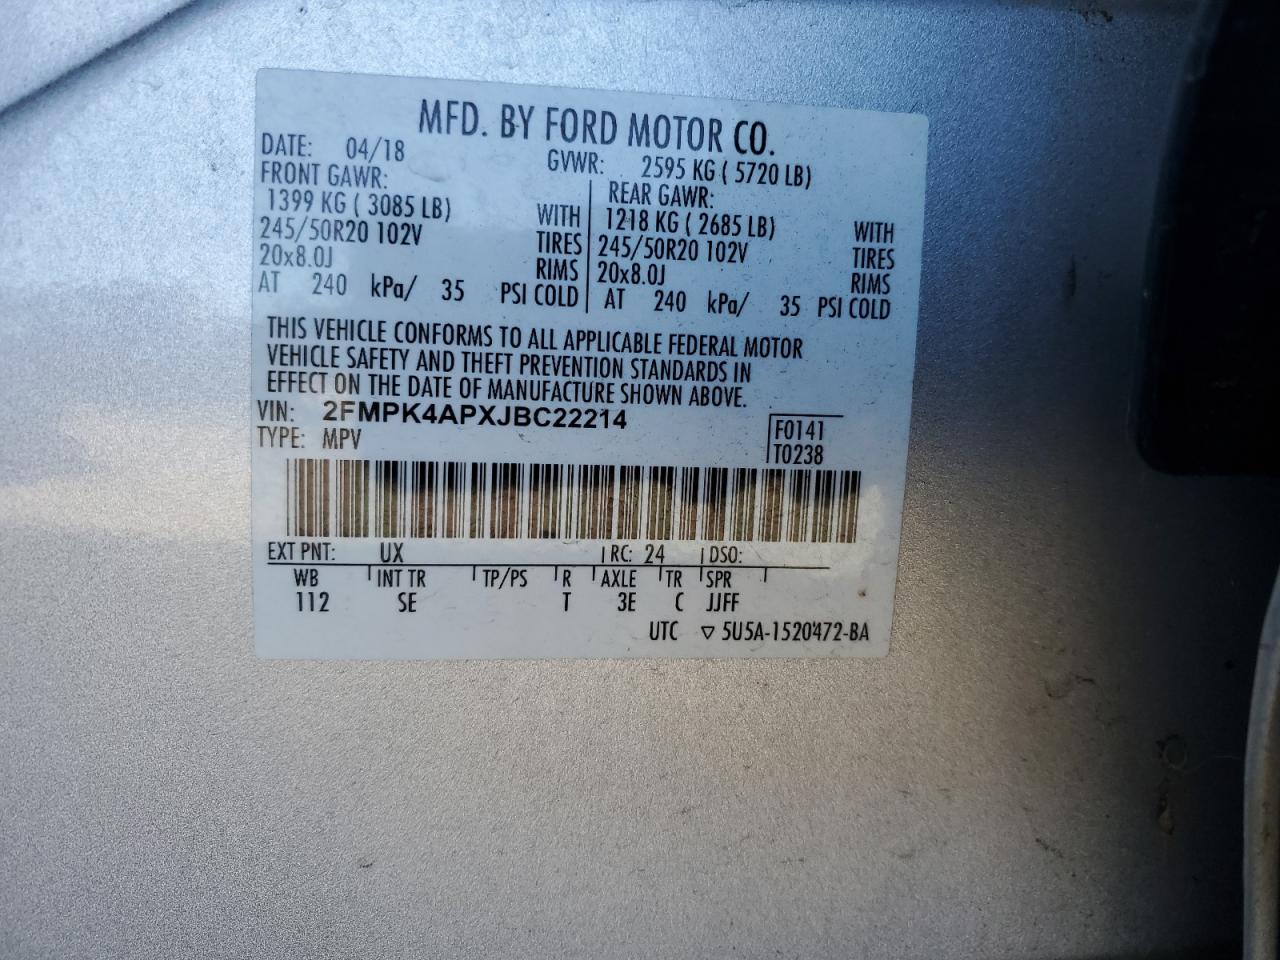 MFD. BY FORD MOTOR CO.
DATE: 04/18 GVWR: 2595 KG ( 5720 LB)
FRONT GAWR: REAR GAWR:
1399 KG ( 3085 LB) WITH 1218 KG ( 2685 LB) WITH
245/50R20 102V TIRES 245/50R20 102V TIRES
20x8.0J RIMS 20x8.0J RIMS
AT 240 kPa/ 35 PSI COLD AT 240 kPa/ 35 PSI COLD
THIS VEHICLE CONFORMS TO ALL APPLICABLE FEDERAL MOTOR
VEHICLE SAFETY AND THEFT PREVENTION STANDARDS IN
EFFECT ON THE DATE OF MANUFACTURE SHOWN ABOVE.
VIN: 2FMPK4APXJBC22214 F0141
TYPE: MPV T0238
EXT PNT: UX RC: 24 DSO:
WB INT TR TP/PS R AXLE TR SPR
112 SE T 3E C JJFF
UTC ▽ 5U5A-1520472-BA